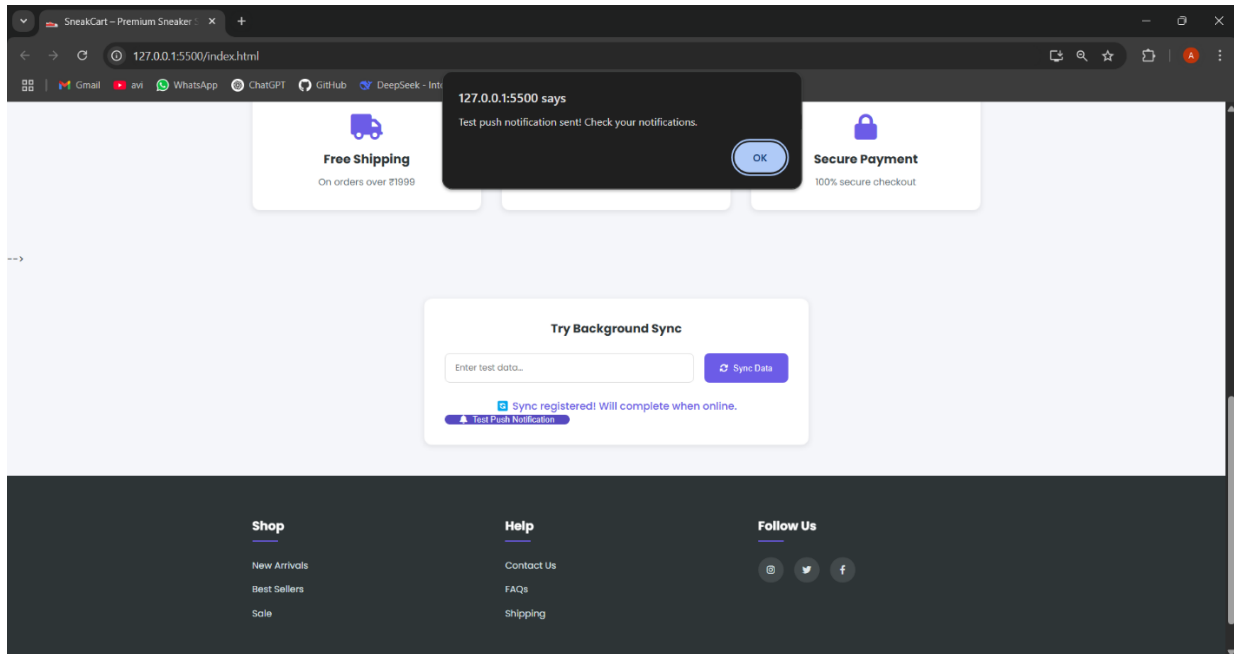 SneakCart – Premium Sneaker
127.0.0.1:5500/index.html
A
Gmail avi WhatsApp ChatGPT GitHub DeepSeek - Int
127.0.0.1:5500 says
Test push notification sent! Check your notifications.
OK
Free Shipping
On orders over ₹1999
Secure Payment
100% secure checkout
-->
Try Background Sync
Enter test data...
Sync Data
Sync registered! Will complete when online.
Test Push Notification
Shop
New Arrivals
Best Sellers
Sale
Help
Contact Us
FAQs
Shipping
Follow Us